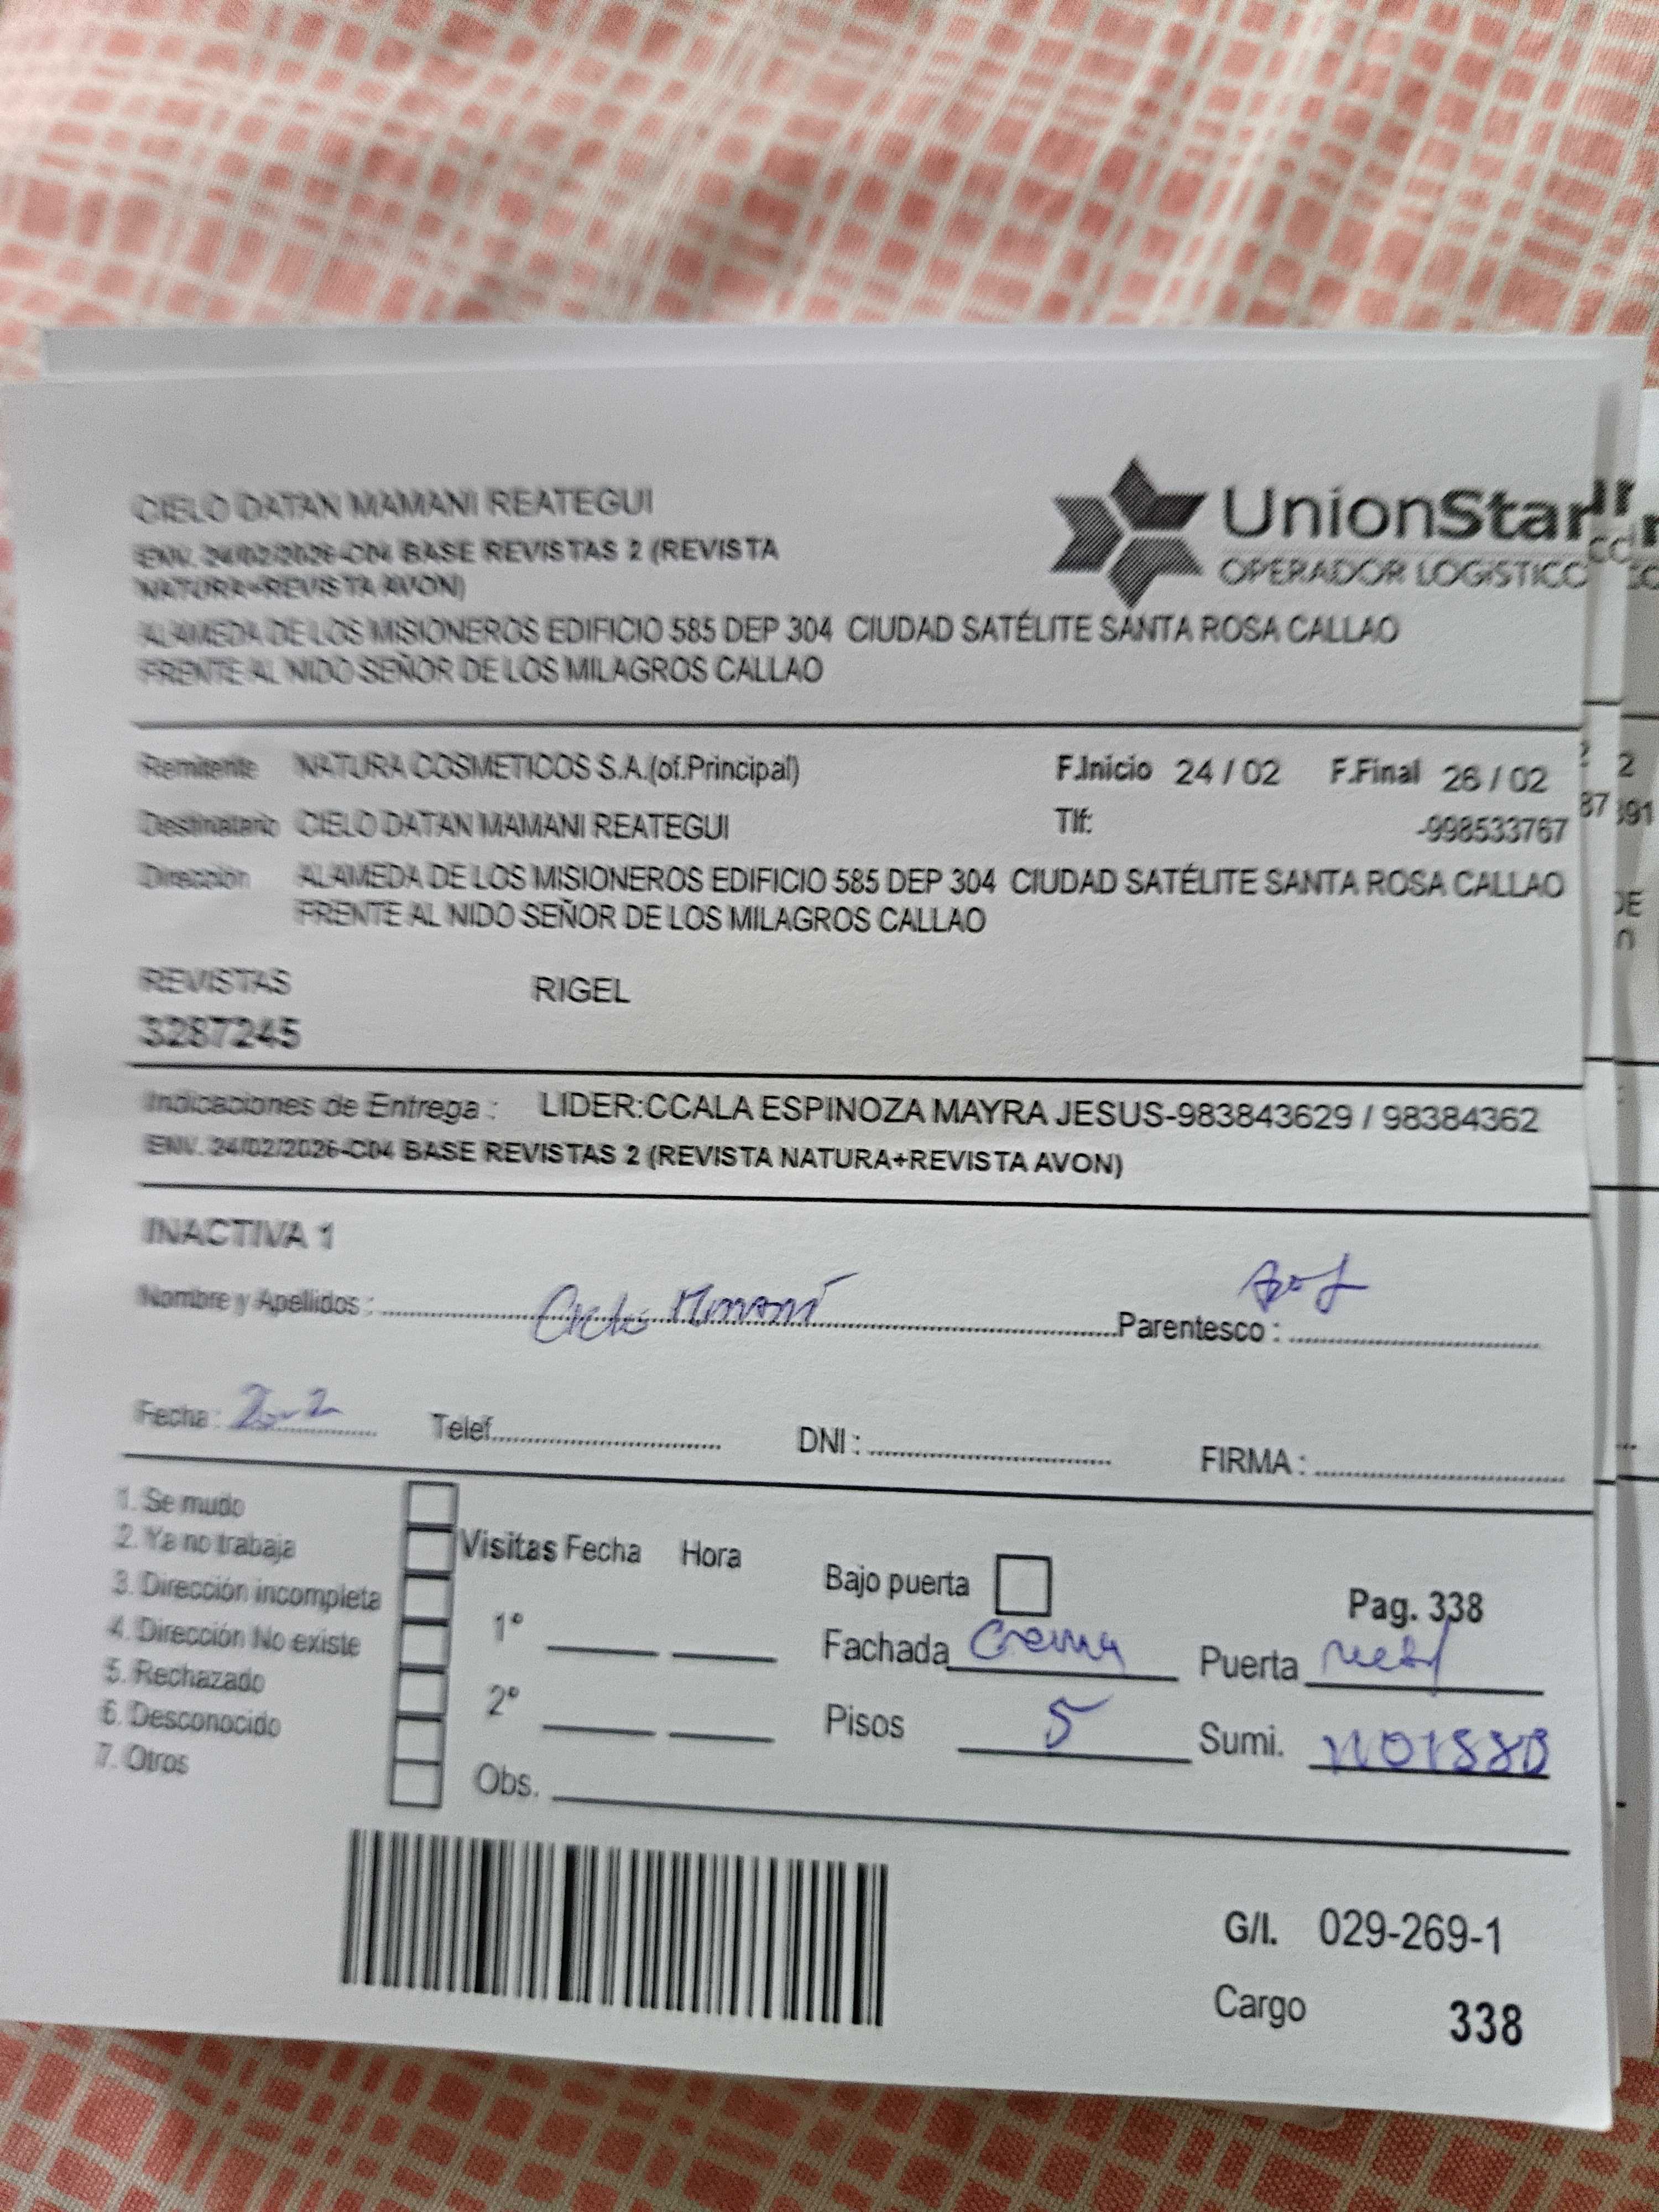 CIELO DATAN MAMANI REATEGUI
ENV. 24/02/2026-C04 BASE REVISTAS 2 (REVISTA
NATURA+REVISTA AVON)
UnionStar
OPERADOR LOGÍSTICO
ALAMEDA DE LOS MISIONEROS EDIFICIO 585 DEP 304 CIUDAD SATÉLITE SANTA ROSA CALLAO
FRENTE AL NIDO SEÑOR DE LOS MILAGROS CALLAO
Remitente NATURA COSMETICOS S.A.(of.Principal) F.Inicio 24 / 02 F.Final 26 / 02
Destinatario CIELO DATAN MAMANI REATEGUI Tlf: -998533767
Dirección ALAMEDA DE LOS MISIONEROS EDIFICIO 585 DEP 304 CIUDAD SATÉLITE SANTA ROSA CALLAO
FRENTE AL NIDO SEÑOR DE LOS MILAGROS CALLAO
REVISTAS RIGEL
3287245
Indicaciones de Entrega : LIDER:CCALA ESPINOZA MAYRA JESUS-983843629 / 98384362
ENV. 24/02/2026-C04 BASE REVISTAS 2 (REVISTA NATURA+REVISTA AVON)
INACTIVA 1
Nombre y Apellidos : Cielo Mamani Parentesco :
Fecha : Telef. DNI : FIRMA :
1. Se mudo
2. Ya no trabaja
3. Dirección incompleta
4. Dirección No existe
5. Rechazado
6. Desconocido
7. Otros
Visitas Fecha Hora
1°
2°
Obs.
Bajo puerta Pag. 338
Fachada Crema Puerta
Pisos 5 Sumi.
G/I. 029-269-1
Cargo 338